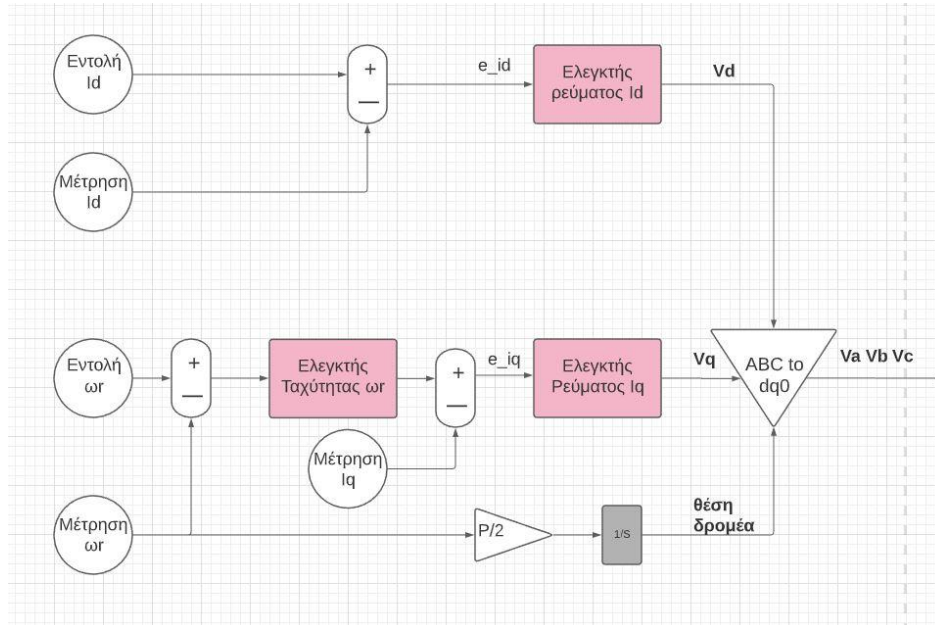 Εντολή
Id
+
—
e_id
Ελεγκτής
ρεύματος Id
Vd
Μέτρηση
Id
Εντολή
ωr
+
—
Ελεγκτής
Ταχύτητας ωr
+
—
e_iq
Ελεγκτής
Ρεύματος Iq
Vq
ABC to
dq0
Va Vb Vc
Μέτρηση
Iq
Μέτρηση
ωr
P/2
1/S
θέση
δρομέα